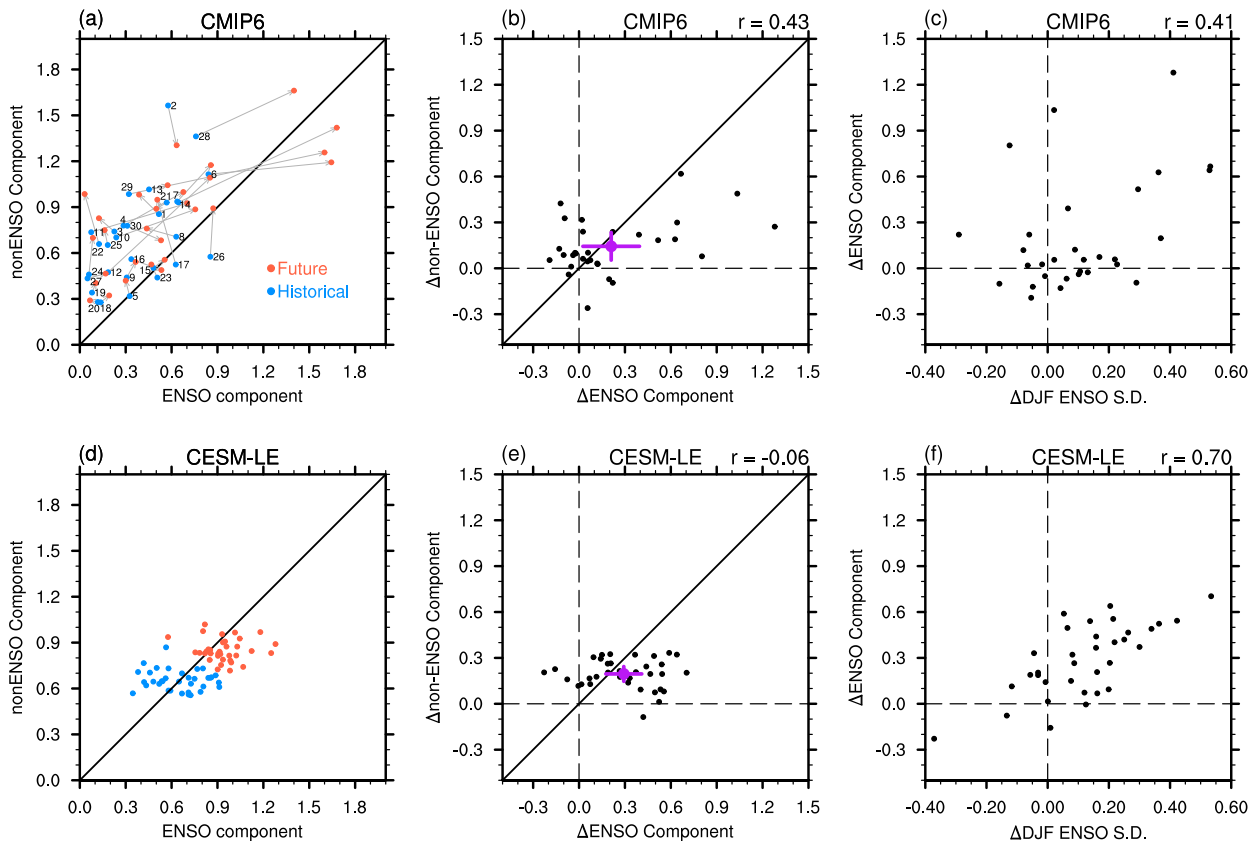 (a) CMIP6
nonENSO Component
1.8
1.5
1.2
0.9
0.6
0.3
0.0
2
28
6
29
13
21
7
14
4
30
1
3
10
11
8
22
25
16
26
24
12
15
17
27
9
23
19
5
20
18
Future
Historical
0.0 0.3 0.6 0.9 1.2 1.5 1.8
ENSO component
(b) CMIP6 r = 0.43
Δnon-ENSO Component
1.5
1.2
0.9
0.6
0.3
0.0
-0.3
-0.3 0.0 0.3 0.6 0.9 1.2 1.5
ΔENSO Component
(c) CMIP6 r = 0.41
ΔENSO Component
1.5
1.2
0.9
0.6
0.3
0.0
-0.3
-0.40 -0.20 0.00 0.20 0.40 0.60
ΔDJF ENSO S.D.
(d) CESM-LE
nonENSO Component
1.8
1.5
1.2
0.9
0.6
0.3
0.0
0.0 0.3 0.6 0.9 1.2 1.5 1.8
ENSO component
(e) CESM-LE r = -0.06
Δnon-ENSO Component
1.5
1.2
0.9
0.6
0.3
0.0
-0.3
-0.3 0.0 0.3 0.6 0.9 1.2 1.5
ΔENSO Component
(f) CESM-LE r = 0.70
ΔENSO Component
1.5
1.2
0.9
0.6
0.3
0.0
-0.3
-0.40 -0.20 0.00 0.20 0.40 0.60
ΔDJF ENSO S.D.